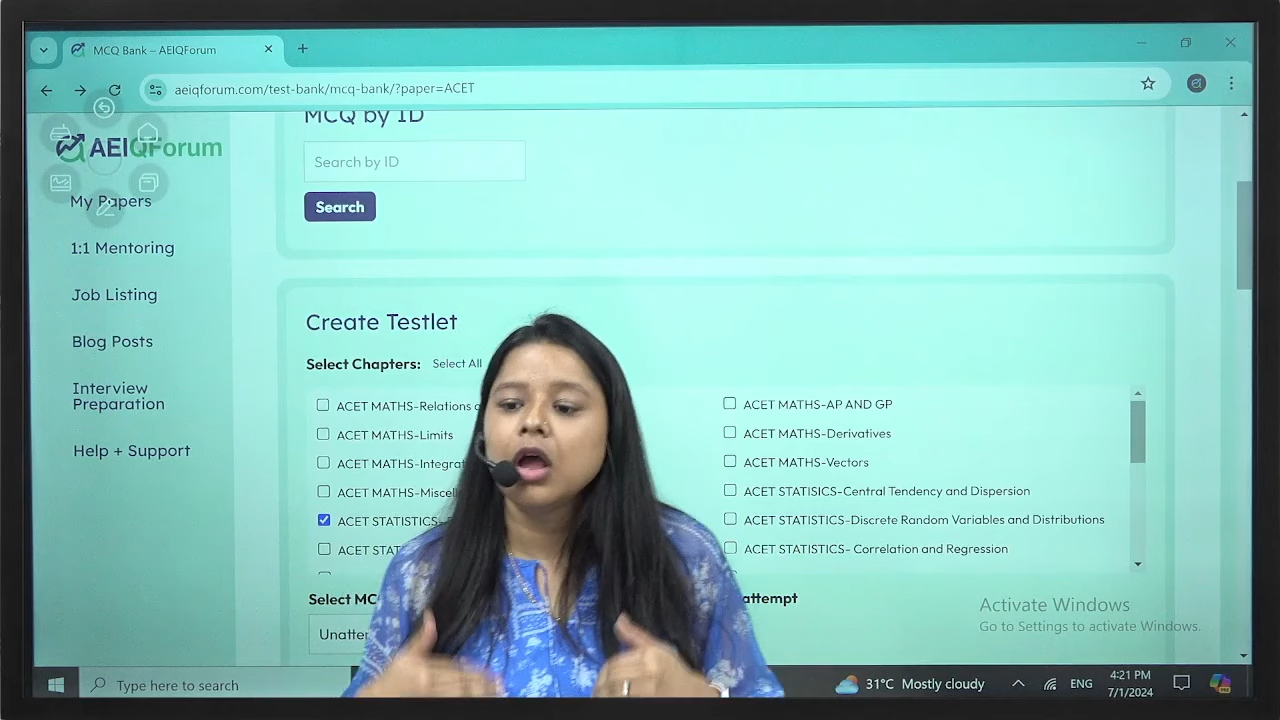 MCQ Bank – AEIQForum
aeiqforum.com/test-bank/mcq-bank/?paper=ACET
MCQ by ID
AEIQForum
Search by ID
My Papers
Search
1:1 Mentoring
Job Listing
Create Testlet
Blog Posts
Select Chapters: Select All
Interview
Preparation
ACET MATHS-Relations
ACET MATHS-AP AND GP
ACET MATHS-Limits
ACET MATHS-Derivatives
Help + Support
ACET MATHS-
ACET MATHS-Vectors
ACET MATHS-
ACET STATISICS-Central Tendency and Dispersion
ACET STATISTICS-
ACET STATISTICS-Discrete Random Variables and Distributions
ACET
ACET STATISTICS- Correlation and Regression
Select
attempt
Activate Windows
Go to Settings to activate Windows.
Type here to search
31°C Mostly cloudy
ENG
4:21 PM
7/1/2024